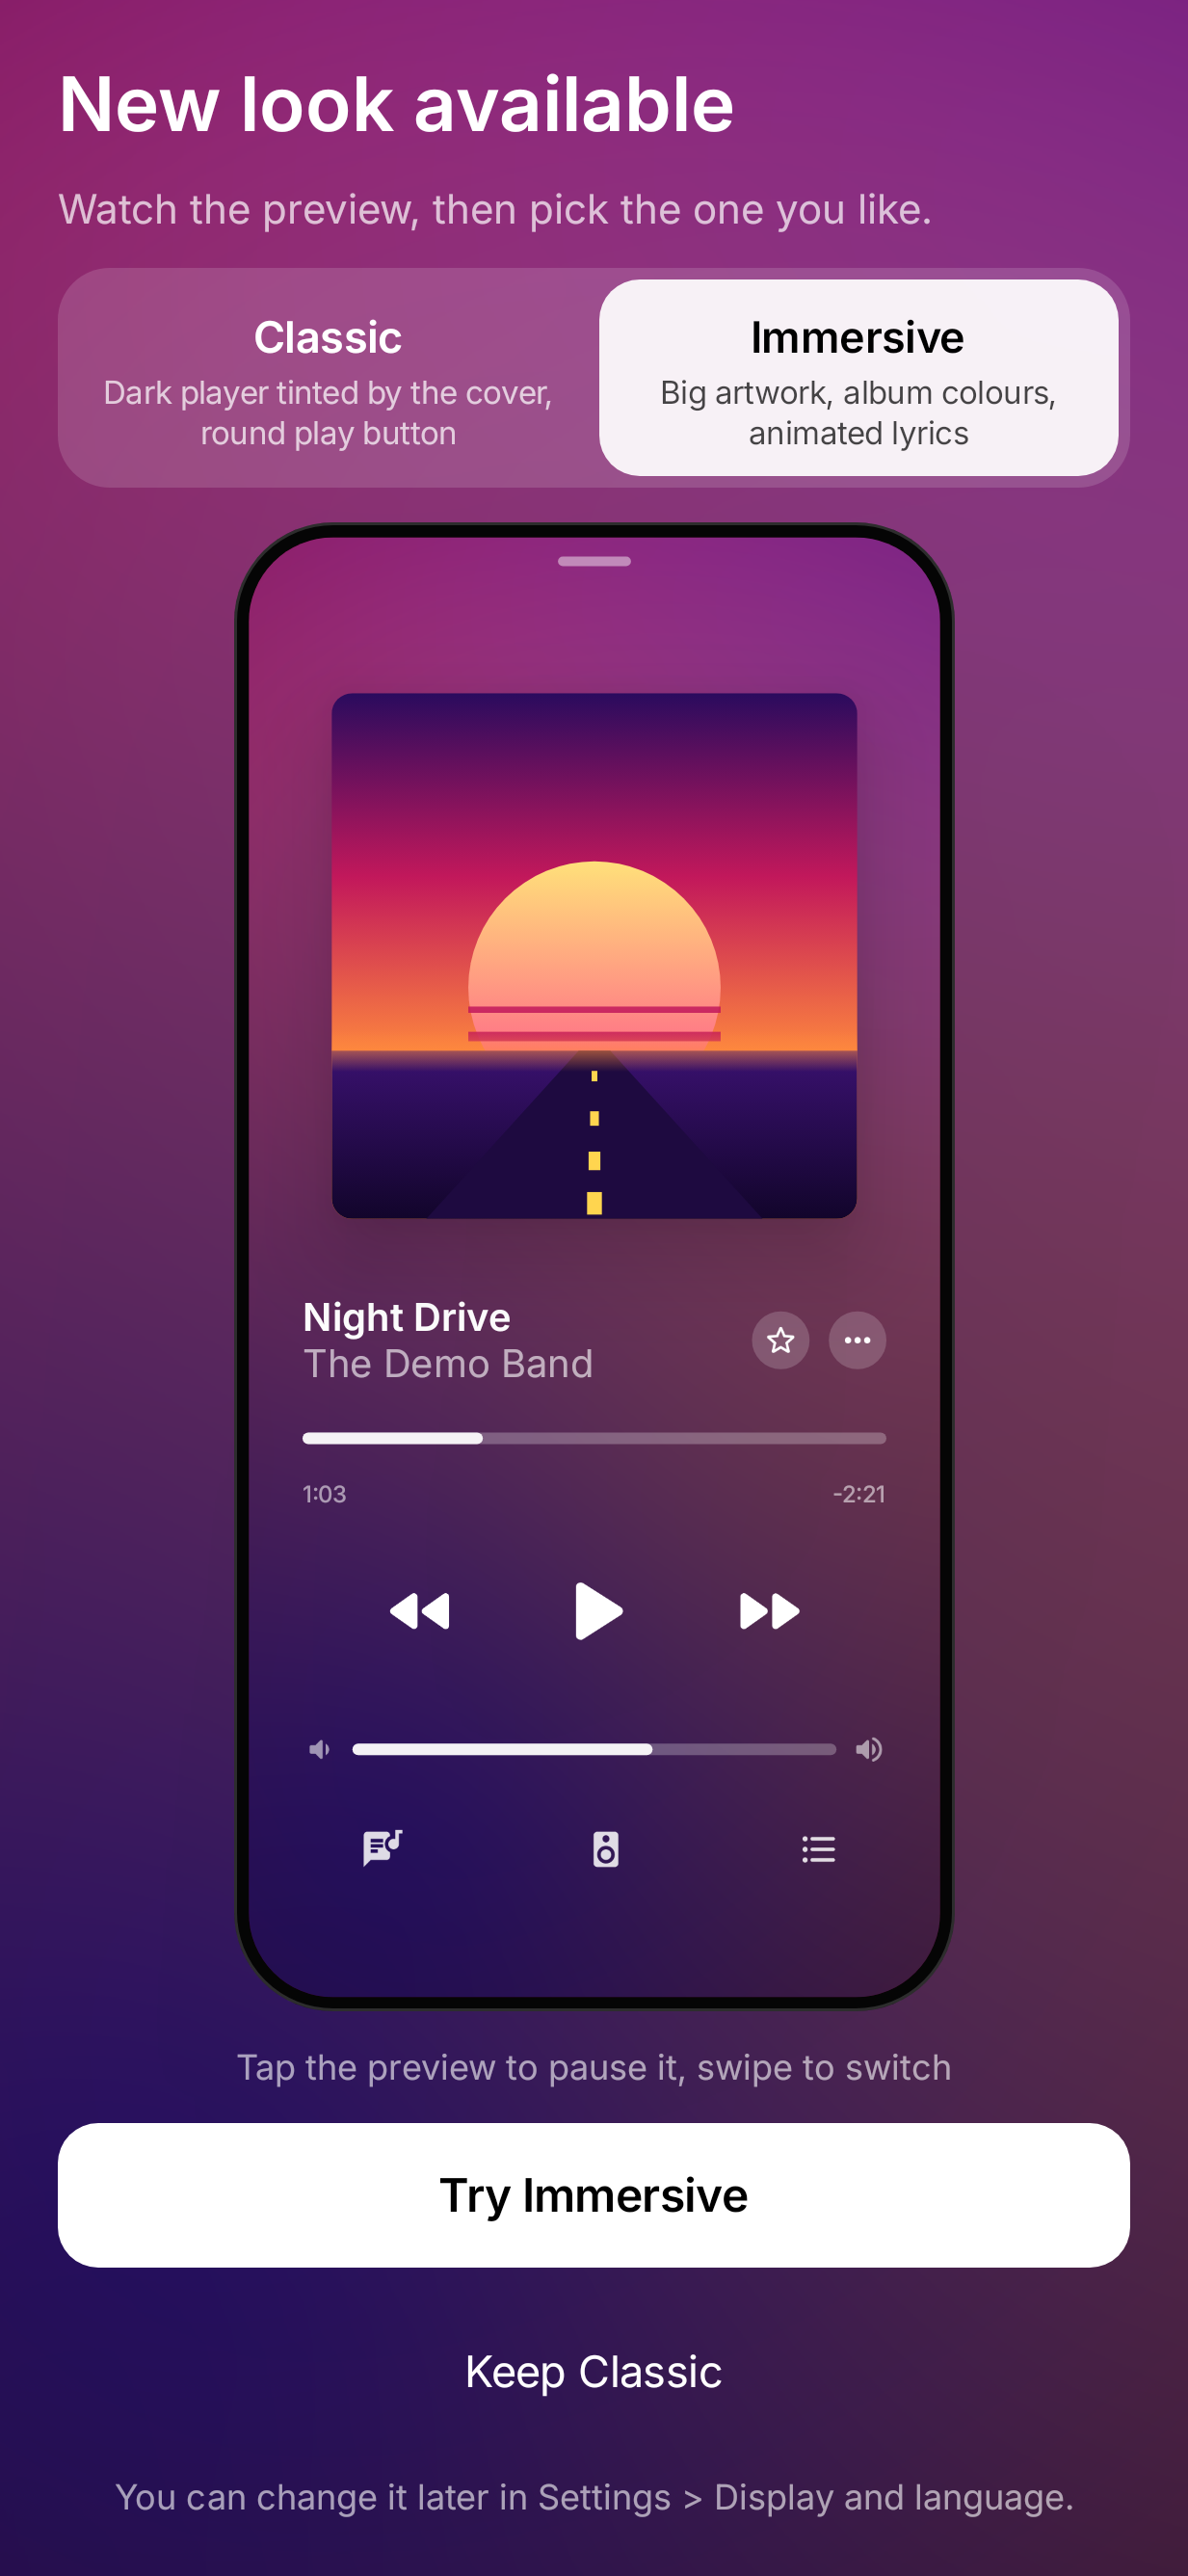 New look available
Watch the preview, then pick the one you like.
Classic
Dark player tinted by the cover,
round play button
Immersive
Big artwork, album colours,
animated lyrics
Night Drive
The Demo Band
1:03
-2:21
Tap the preview to pause it, swipe to switch
Try Immersive
Keep Classic
You can change it later in Settings > Display and language.